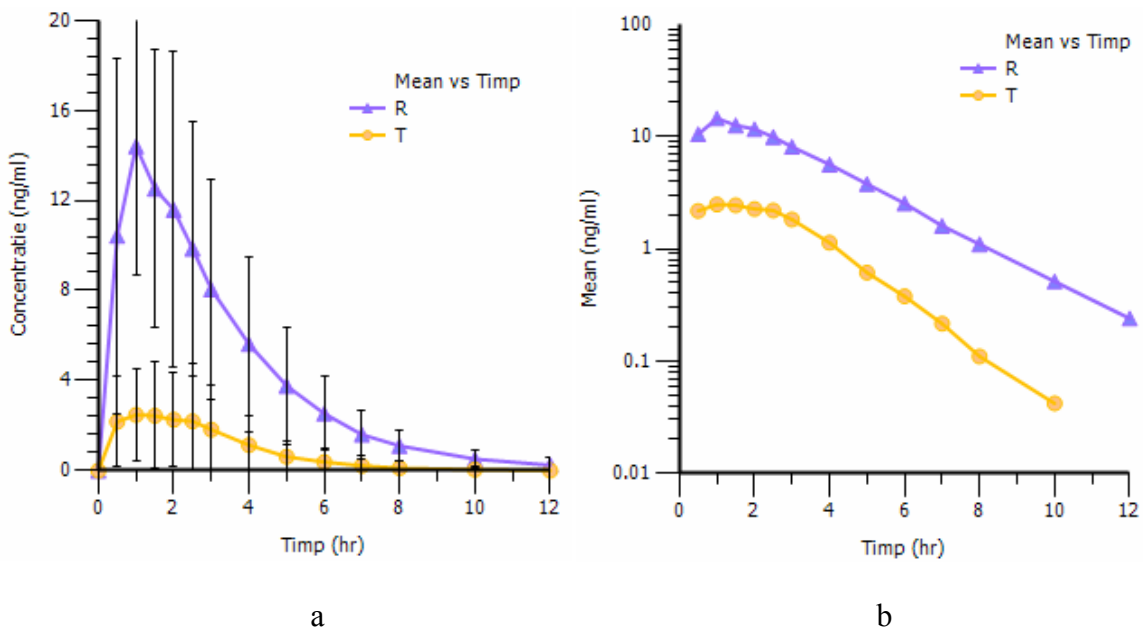 20
16
12
8
4
0
Concentratie (ng/ml)
Mean vs Timp
R
T
0 2 4 6 8 10 12
Timp (hr)
a
100
10
1
0.1
0.01
Mean (ng/ml)
Mean vs Timp
R
T
0 2 4 6 8 10 12
Timp (hr)
b